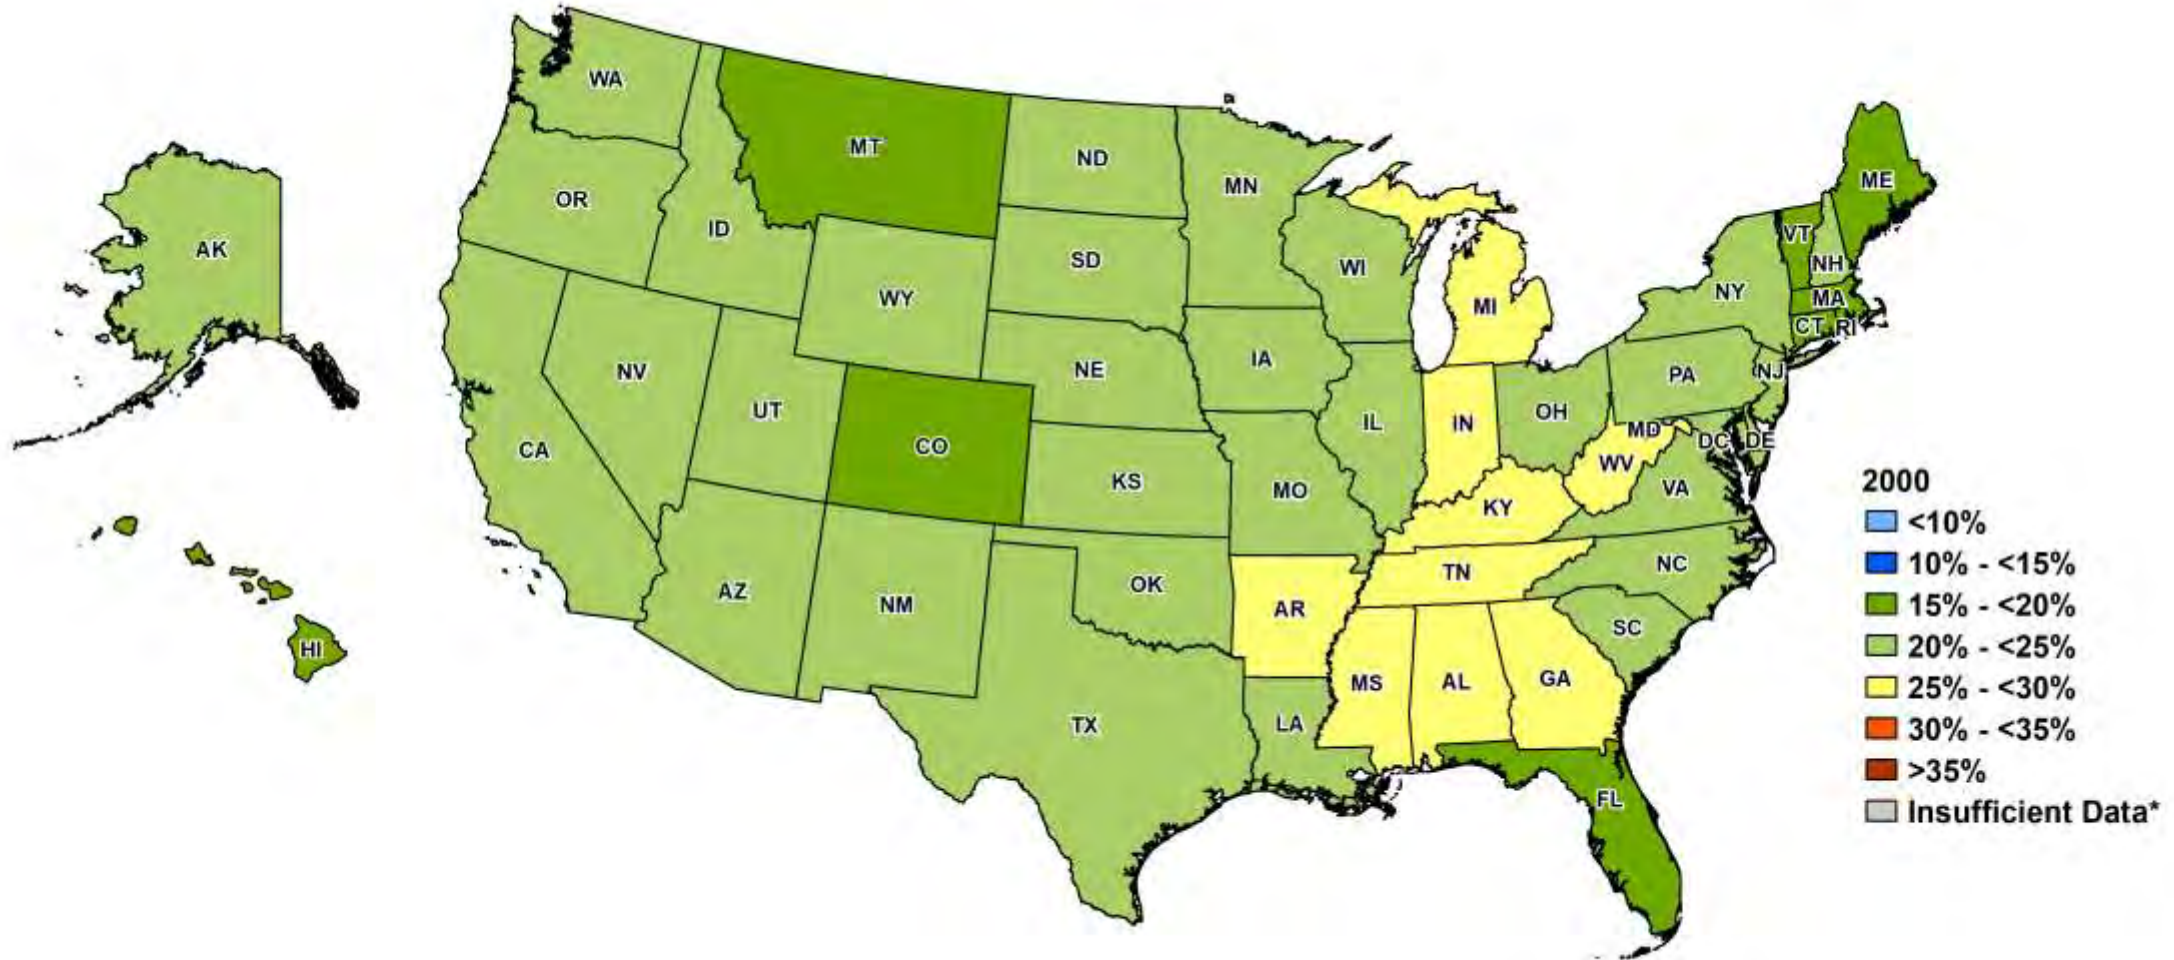 WA
MT
ND
MN
ME
OR
ID
AK
SD
WI
VT
NH
WY
NY
MI
MA
CT
RI
NV
NE
IA
PA
NJ
UT
IL
IN
OH
CO
MD
DC
DE
CA
KS
MO
WV
VA
KY
2000
<10%
10% - <15%
NC
TN
AZ
NM
OK
AR
15% - <20%
SC
HI
20% - <25%
MS
AL
GA
25% - <30%
TX
LA
30% - <35%
>35%
FL
Insufficient Data*